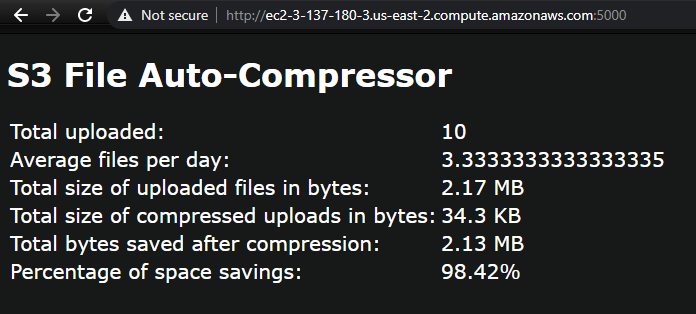 Not secure | http://ec2-3-137-180-3.us-east-2.compute.amazonaws.com:5000
S3 File Auto-Compressor
Total uploaded: 10
Average files per day: 3.3333333333333335
Total size of uploaded files in bytes: 2.17 MB
Total size of compressed uploads in bytes: 34.3 KB
Total bytes saved after compression: 2.13 MB
Percentage of space savings: 98.42%